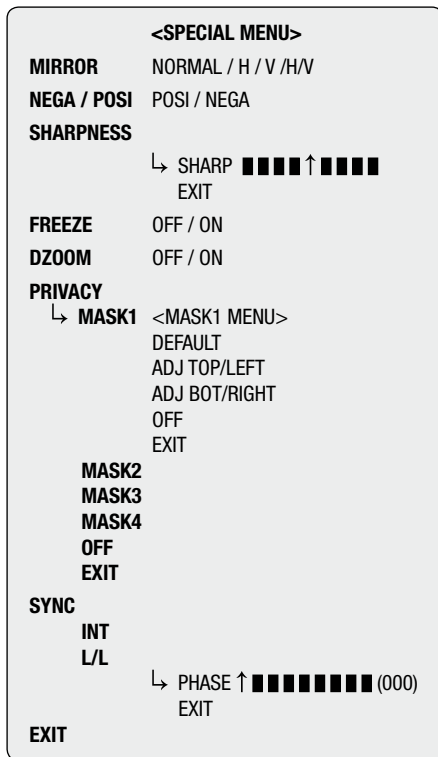 <SPECIAL MENU>
MIRROR NORMAL / H / V /H/V
NEGA / POSI POSI / NEGA
SHARPNESS
↳ SHARP ▮▮▮▮↑▮▮▮▮
EXIT
FREEZE OFF / ON
DZOOM OFF / ON
PRIVACY
↳ MASK1 <MASK1 MENU>
DEFAULT
ADJ TOP/LEFT
ADJ BOT/RIGHT
OFF
EXIT
MASK2
MASK3
MASK4
OFF
EXIT
SYNC
INT
L/L
↳ PHASE ↑▮▮▮▮▮▮▮▮(000)
EXIT
EXIT